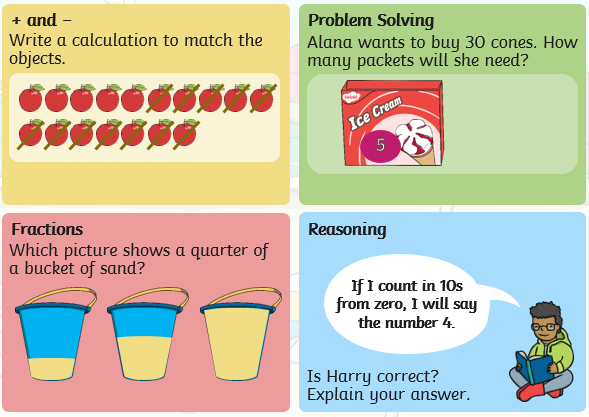 + and –
Write a calculation to match the
objects.
Problem Solving
Alana wants to buy 30 cones. How
many packets will she need?
twinkl
Ice Cream
5
Fractions
Which picture shows a quarter of
a bucket of sand?
Reasoning
If I count in 10s
from zero, I will say
the number 4.
Is Harry correct?
Explain your answer.